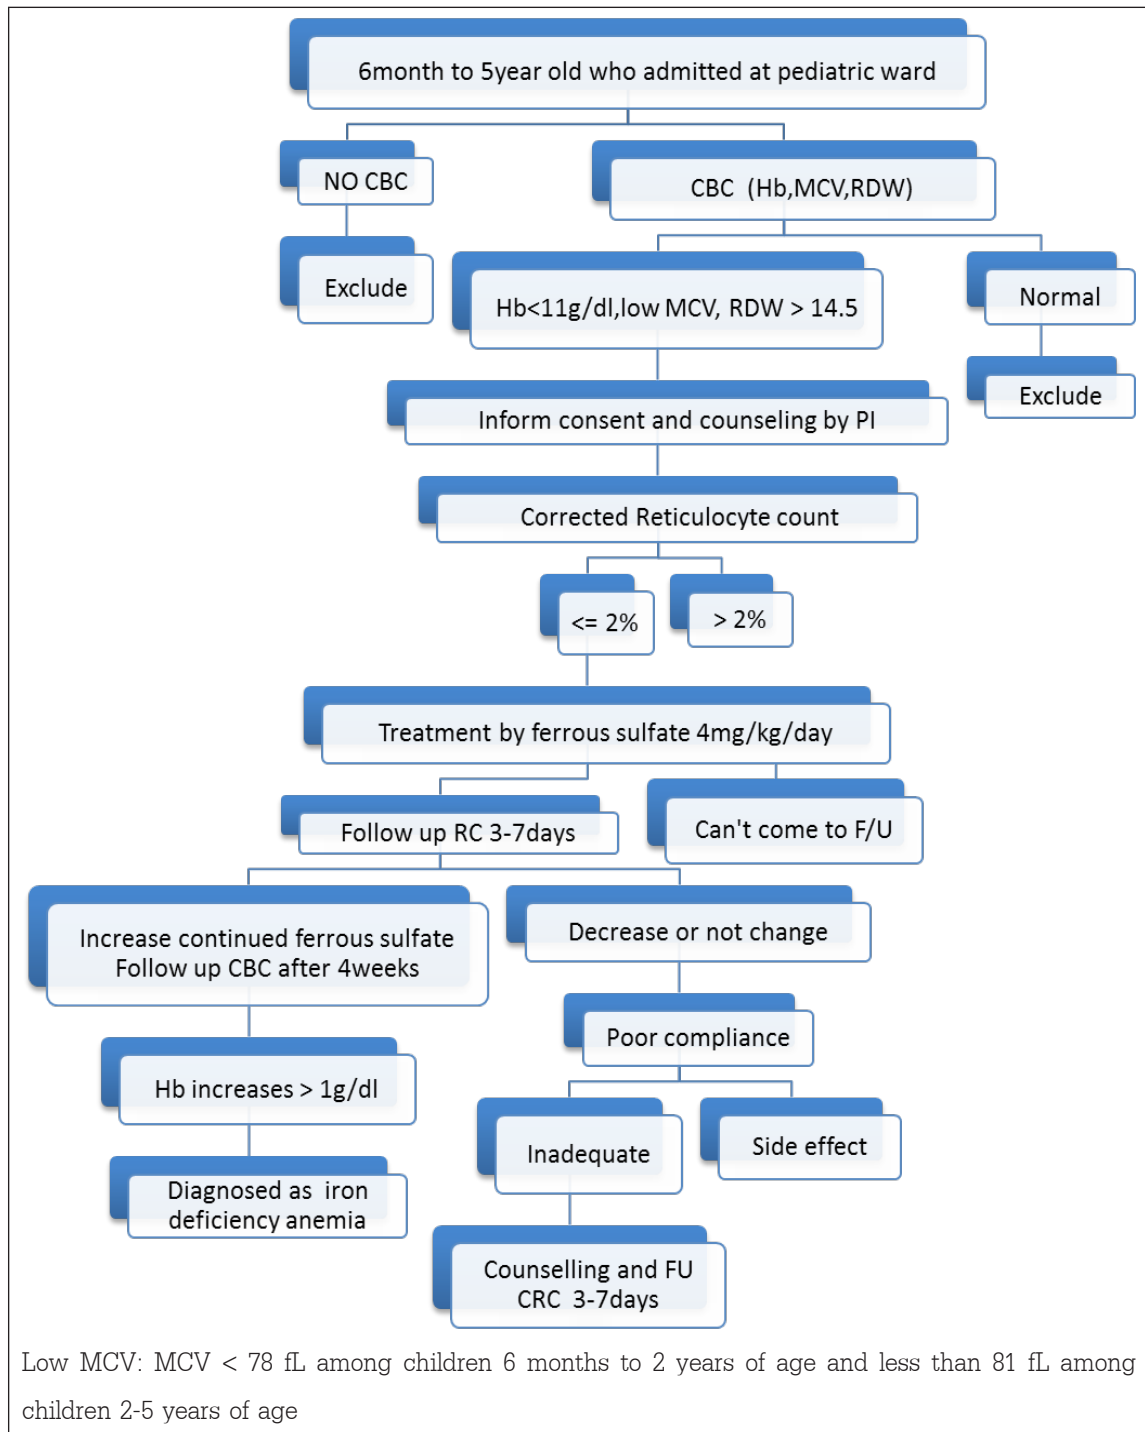 6month to 5year old who admitted at pediatric ward
NO CBC
CBC (Hb,MCV,RDW)
Exclude
Hb<11g/dl,low MCV, RDW > 14.5
Normal
Exclude
Inform consent and counseling by PI
Corrected Reticulocyte count
<= 2%
> 2%
Treatment by ferrous sulfate 4mg/kg/day
Follow up RC 3-7days
Can't come to F/U
Increase continued ferrous sulfate
Follow up CBC after 4weeks
Decrease or not change
Poor compliance
Hb increases > 1g/dl
Inadequate
Side effect
Diagnosed as iron
deficiency anemia
Counselling and FU
CRC 3-7days
Low MCV: MCV < 78 fL among children 6 months to 2 years of age and less than 81 fL among
children 2-5 years of age